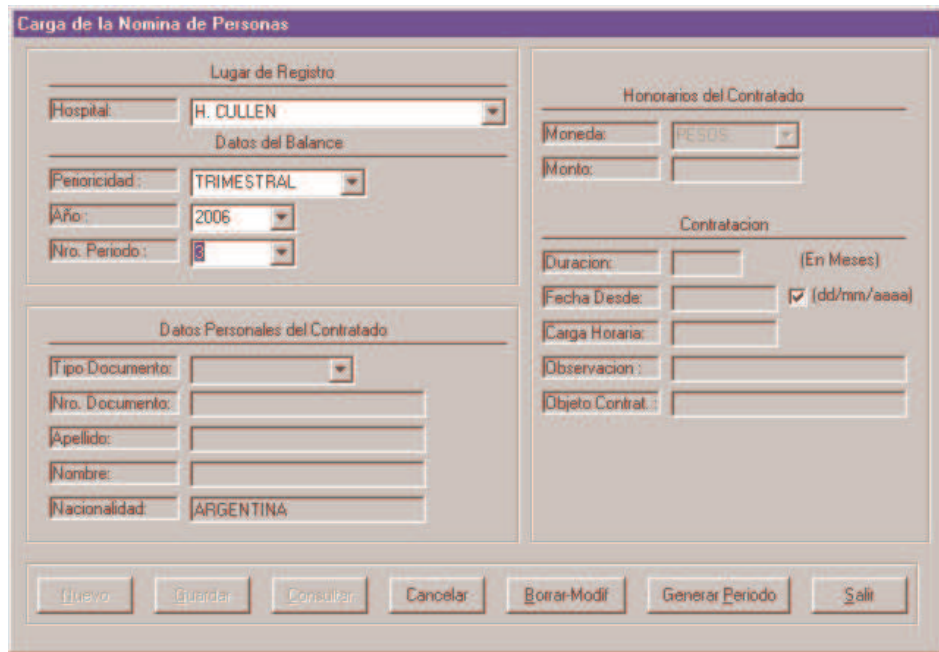 Carga de la Nomina de Personas
Lugar de Registro
Hospital: H. CULLEN
Datos del Balance
Perioricidad : TRIMESTRAL
Año : 2006
Nro. Periodo : 3
Datos Personales del Contratado
Tipo Documento:
Nro. Documento:
Apellido:
Nombre:
Nacionalidad: ARGENTINA
Honorarios del Contratado
Moneda: PESOS
Monto:
Contratacion
Duracion: (En Meses)
Fecha Desde: (dd/mm/aaaa)
Carga Horaria:
Observacion :
Objeto Contrat. :
Nuevo Guardar Consultar Cancelar Borrar-Modif Generar Periodo Salir